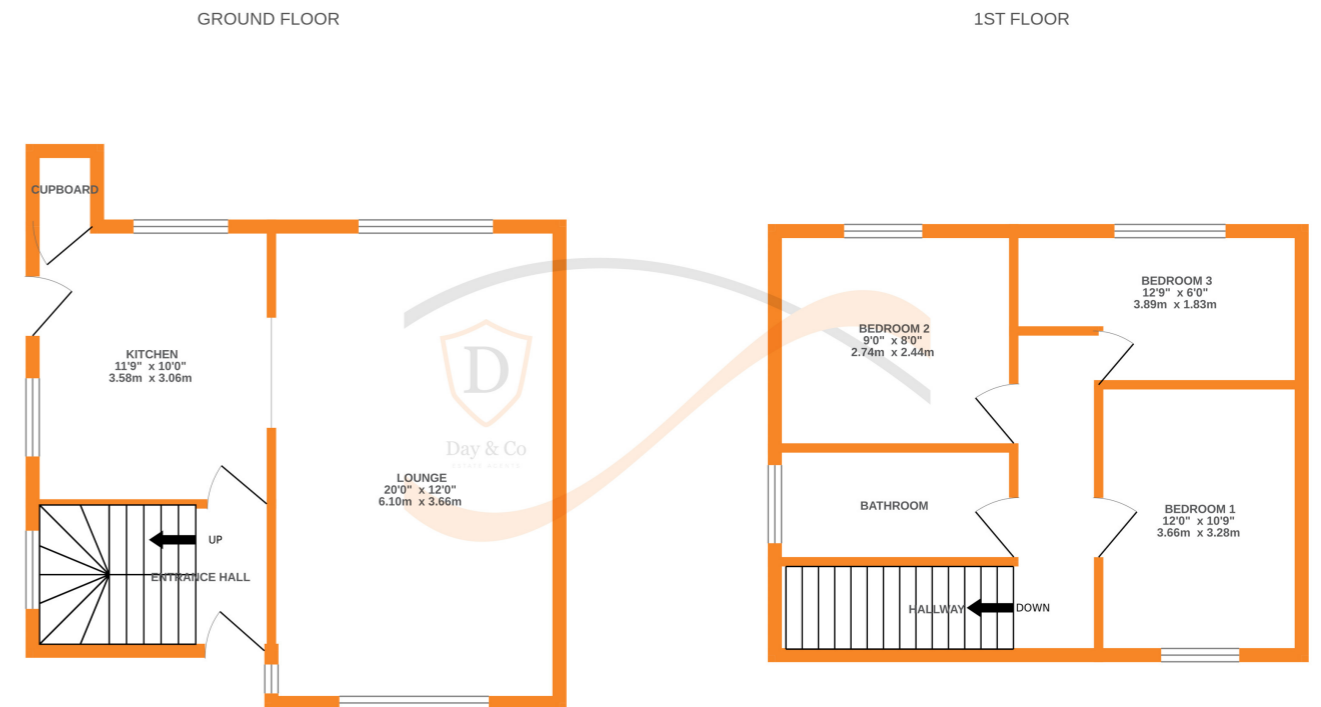 GROUND FLOOR
1ST FLOOR
CUPBOARD
KITCHEN
11'9" x 10'0"
3.58m x 3.06m
LOUNGE
20'0" x 12'0"
6.10m x 3.66m
UP
ENTRANCE HALL
D
Day & Co
ESTATE AGENTS
BEDROOM 3
12'9" x 6'0"
3.89m x 1.83m
BEDROOM 2
9'0" x 8'0"
2.74m x 2.44m
BATHROOM
BEDROOM 1
12'0" x 10'9"
3.66m x 3.28m
HALLWAY
DOWN